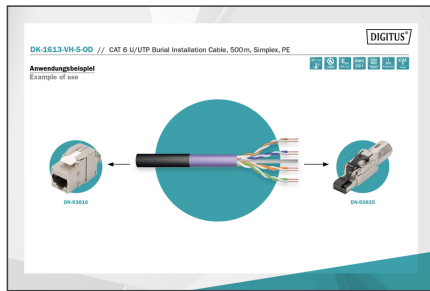 DIGITUS®
DK-1613-VH-5-OD // CAT 6 U/UTP Burial Installation Cable, 500m, Simplex, PE
Anwendungsbeispiel
Example of use
DN-93818
DN-93835